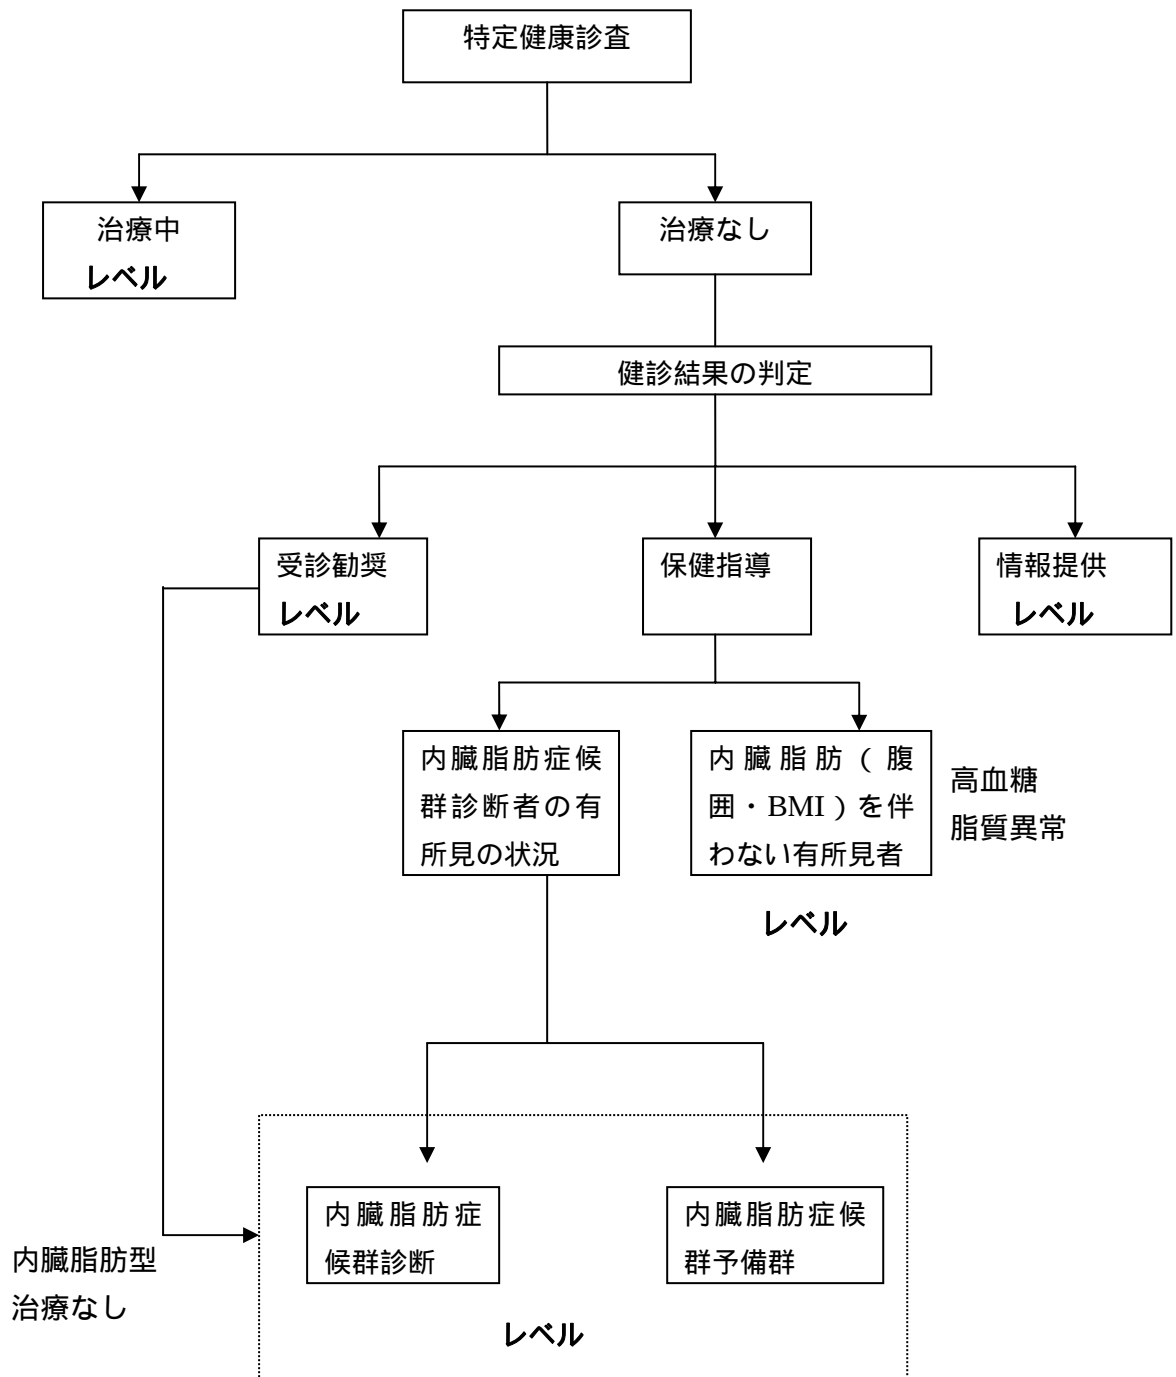 特定健康診査
治療中
レベル
治療なし
健診結果の判定
受診勧奨
レベル
保健指導
情報提供
レベル
内臓脂肪症候
群診断者の有
所見の状況
内臓脂肪（腹
囲・BMI）を伴
わない有所見者
高血糖
脂質異常
レベル
内臓脂肪症
候群診断
内臓脂肪症候
群予備群
内臓脂肪型
治療なし
レベル